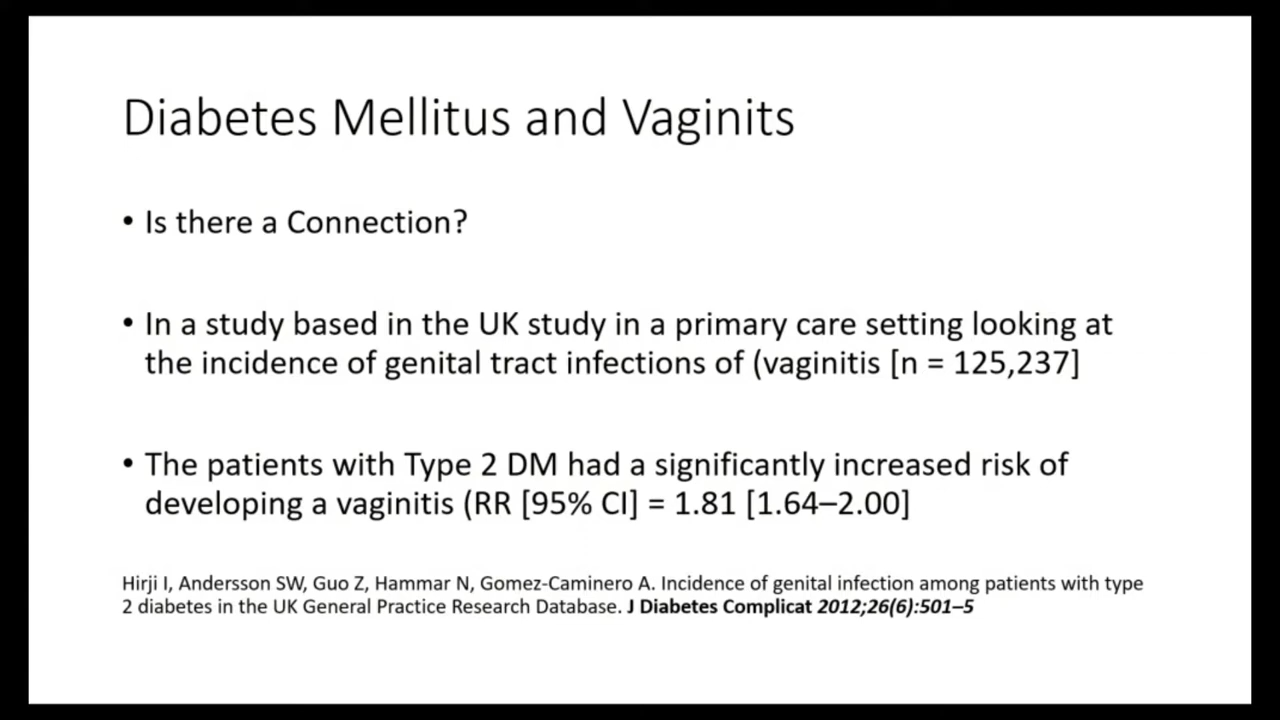 Diabetes Mellitus and Vaginits
• Is there a Connection?
• In a study based in the UK study in a primary care setting looking at
the incidence of genital tract infections of (vaginitis [n = 125,237]
• The patients with Type 2 DM had a significantly increased risk of
developing a vaginitis (RR [95% CI] = 1.81 [1.64–2.00]
Hirji I, Andersson SW, Guo Z, Hammar N, Gomez-Caminero A. Incidence of genital infection among patients with type
2 diabetes in the UK General Practice Research Database. J Diabetes Complicat 2012;26(6):501–5